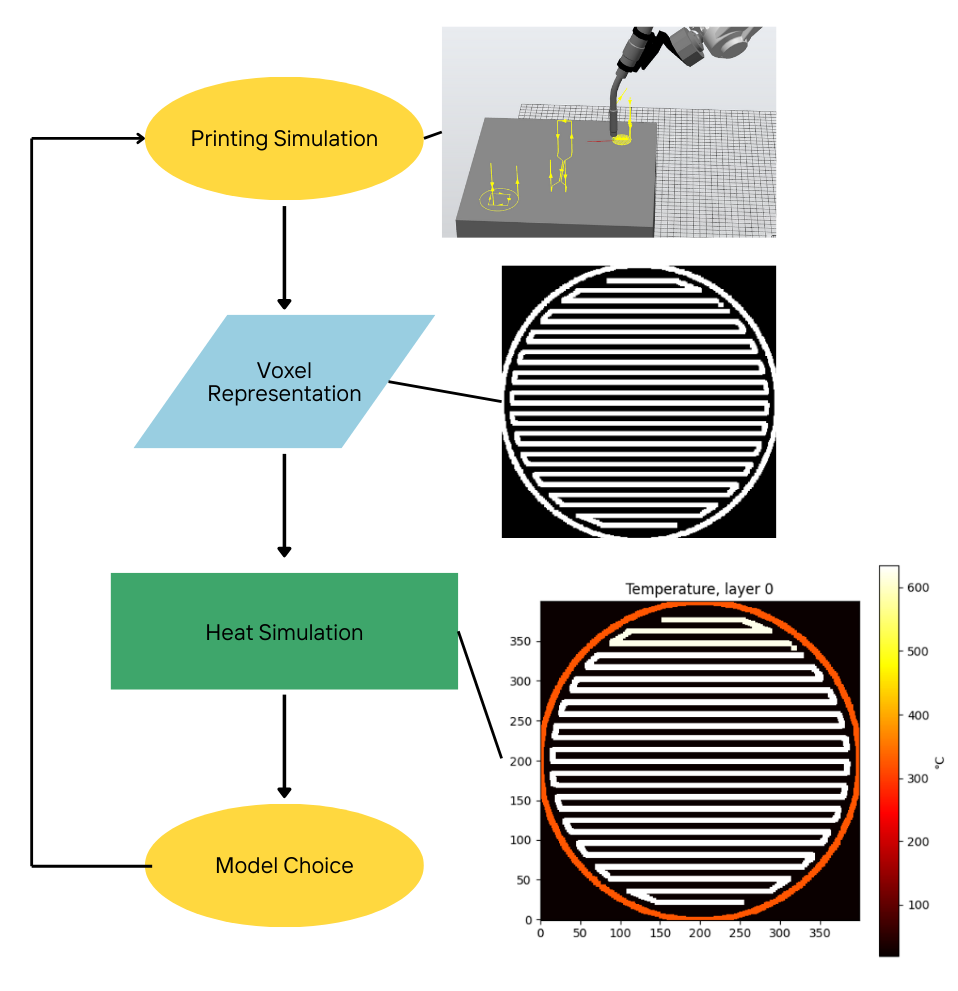 Printing Simulation
Voxel
Representation
Heat Simulation
Model Choice
Temperature, layer 0
350
300
250
200
150
100
50
0
0 50 100 150 200 250 300 350
600
500
400
300
200
100
°C